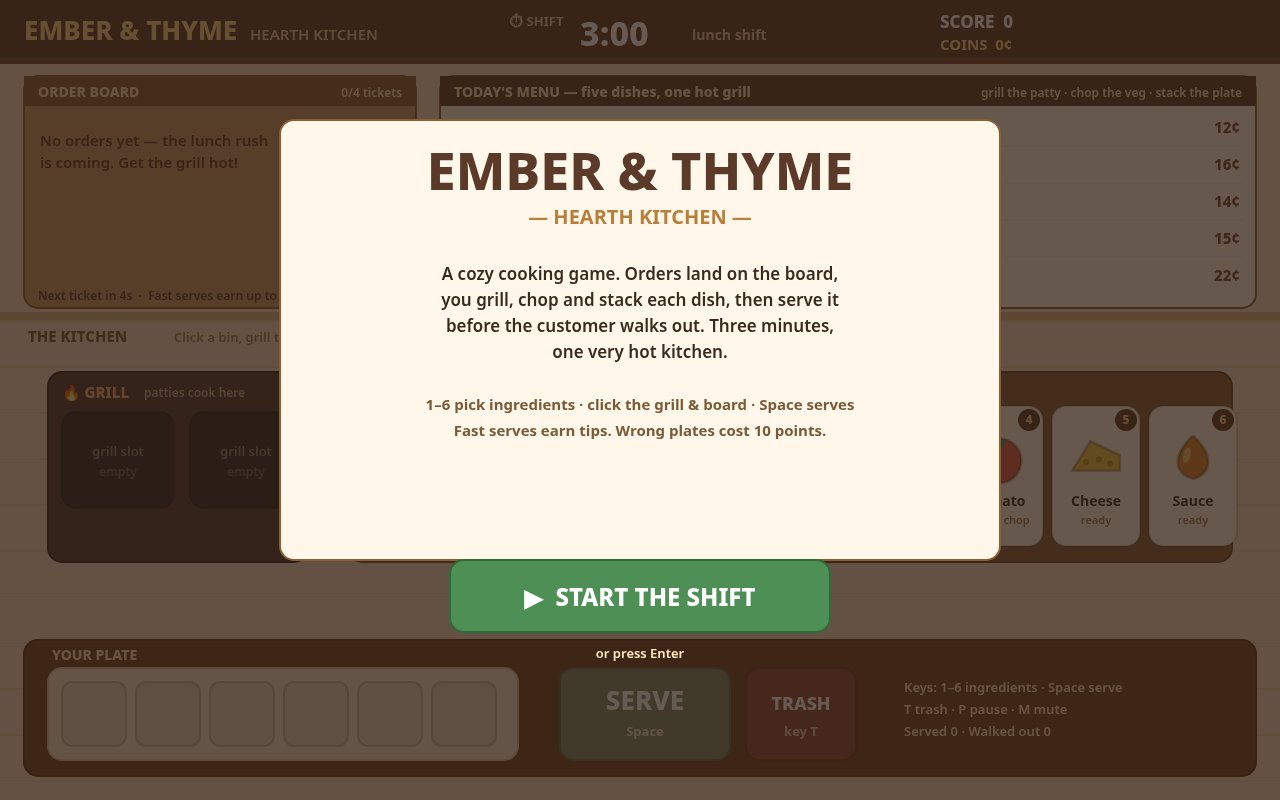 EMBER & THYME HEARTH KITCHEN
⏱ SHIFT 3:00 lunch shift
SCORE 0
COINS 0¢
ORDER BOARD 0/4 tickets
No orders yet — the lunch rush
is coming. Get the grill hot!
Next ticket in 4s · Fast serves earn up to
TODAY'S MENU — five dishes, one hot grill
grill the patty · chop the veg · stack the plate
12¢
16¢
14¢
15¢
22¢
EMBER & THYME
— HEARTH KITCHEN —
A cozy cooking game. Orders land on the board,
you grill, chop and stack each dish, then serve it
before the customer walks out. Three minutes,
one very hot kitchen.
1–6 pick ingredients · click the grill & board · Space serves
Fast serves earn tips. Wrong plates cost 10 points.
▶ START THE SHIFT
or press Enter
THE KITCHEN Click a bin, grill
🔥 GRILL patties cook here
grill slot
empty
grill slot
empty
4
chop
5
Cheese
ready
6
Sauce
ready
YOUR PLATE
SERVE
Space
TRASH
key T
Keys: 1–6 ingredients · Space serve
T trash · P pause · M mute
Served 0 · Walked out 0